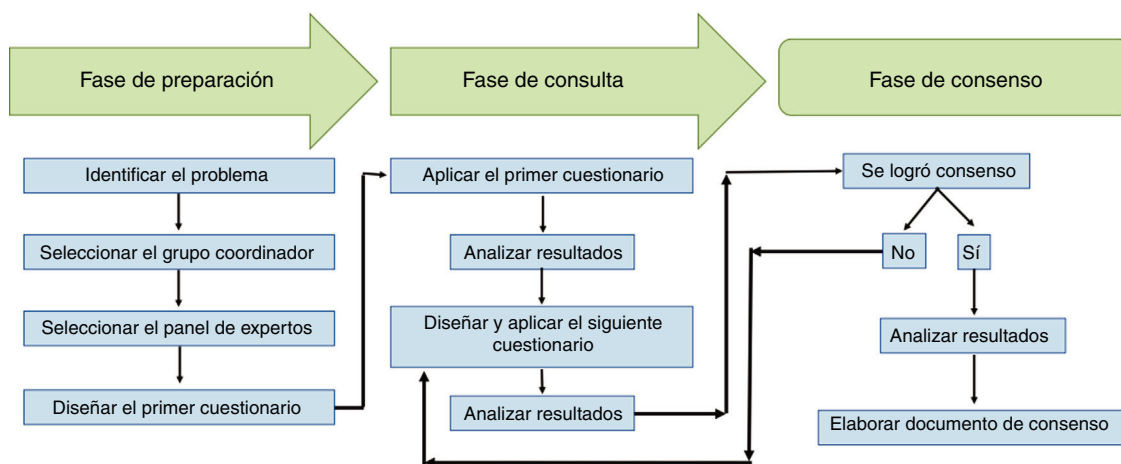 Fase de preparación
Fase de consulta
Fase de consenso
Identificar el problema
Seleccionar el grupo coordinador
Seleccionar el panel de expertos
Diseñar el primer cuestionario
Aplicar el primer cuestionario
Analizar resultados
Diseñar y aplicar el siguiente
cuestionario
Analizar resultados
Se logró consenso
No
Sí
Analizar resultados
Elaborar documento de consenso